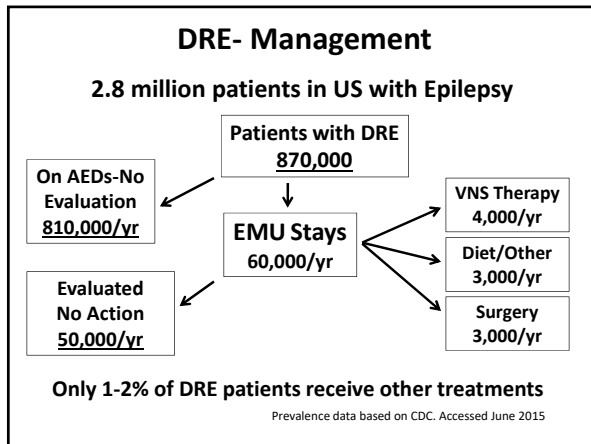 DRE- Management
2.8 million patients in US with Epilepsy
Patients with DRE
870,000
On AEDs-No
Evaluation
810,000/yr
EMU Stays
60,000/yr
Evaluated
No Action
50,000/yr
VNS Therapy
4,000/yr
Diet/Other
3,000/yr
Surgery
3,000/yr
Only 1-2% of DRE patients receive other treatments
Prevalence data based on CDC. Accessed June 2015